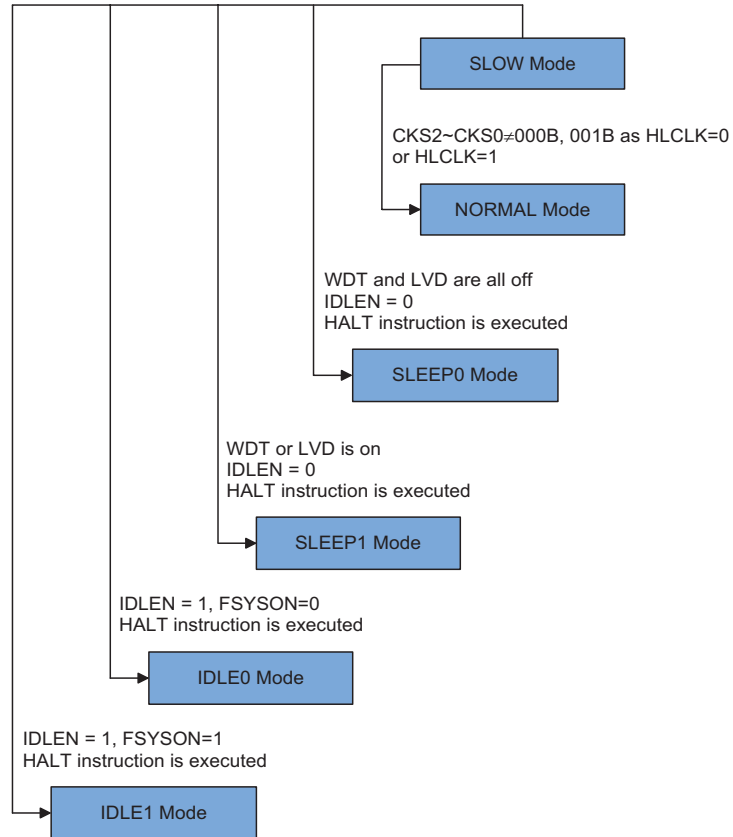 SLOW Mode
CKS2~CKS0≠000B, 001B as HLCLK=0
or HLCLK=1
NORMAL Mode
WDT and LVD are all off
IDLEN = 0
HALT instruction is executed
SLEEP0 Mode
WDT or LVD is on
IDLEN = 0
HALT instruction is executed
SLEEP1 Mode
IDLEN = 1, FSYSON=0
HALT instruction is executed
IDLE0 Mode
IDLEN = 1, FSYSON=1
HALT instruction is executed
IDLE1 Mode